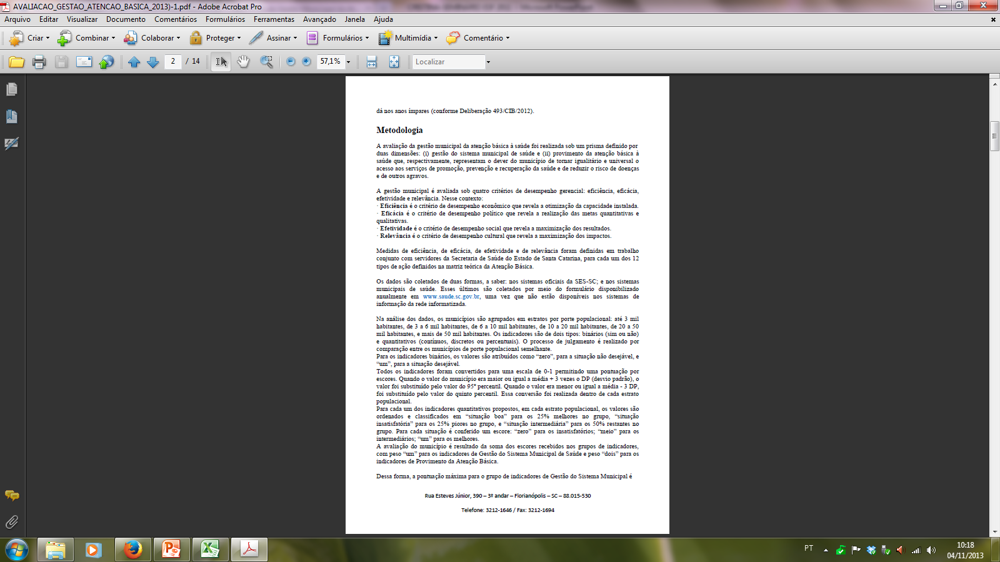 AVALIACAO_GESTAO_ATENCAO_BASICA_2013)-1.pdf - Adobe Acrobat Pro
Arquivo Editar Visualizar Documento Comentários Formulários Ferramentas Avançado Janela Ajuda
Criar Combinar Colaborar Proteger Assinar Formulários Multimídia Comentário
2 / 14 57,1% Localizar
dá nos anos ímpares (conforme Deliberação 493/CIB/2012).
Metodologia
A avaliação da gestão municipal da atenção básica à saúde foi realizada sob um prisma definido por
duas dimensões: (i) gestão do sistema municipal de saúde e (ii) provimento da atenção básica à
saúde que, respectivamente, representam o dever do município de tornar igualitário e universal o
acesso aos serviços de promoção, prevenção e recuperação da saúde e de reduzir o risco de doenças
e de outros agravos.
A gestão municipal é avaliada sob quatro critérios de desempenho gerencial: eficiência, eficácia,
efetividade e relevância. Nesse contexto:
· Eficiência é o critério de desempenho econômico que revela a otimização da capacidade instalada.
· Eficácia é o critério de desempenho político que revela a realização das metas quantitativas e
qualitativas.
· Efetividade é o critério de desempenho social que revela a maximização dos resultados.
· Relevância é o critério de desempenho cultural que revela a maximização dos impactos.
Medidas de eficiência, de eficácia, de efetividade e de relevância foram definidas em trabalho
conjunto com servidores da Secretaria de Saúde do Estado de Santa Catarina, para cada um dos 12
tipos de ação definidos na matriz teórica da Atenção Básica.
Os dados são coletados de duas formas, a saber: nos sistemas oficiais da SES-SC; e nos sistemas
municipais de saúde. Esses últimos são coletados por meio do formulário disponibilizado
anualmente em www.saude.sc.gov.br, uma vez que não estão disponíveis nos sistemas de
informação da rede informatizada.
Na análise dos dados, os municípios são agrupados em estratos por porte populacional: até 3 mil
habitantes, de 3 a 6 mil habitantes, de 6 a 10 mil habitantes, de 10 a 20 mil habitantes, de 20 a 50
mil habitantes, e mais de 50 mil habitantes. Os indicadores são de dois tipos: binários (sim ou não)
e quantitativos (contínuos, discretos ou percentuais). O processo de julgamento é realizado por
comparação entre os municípios de porte populacional semelhante.
Para os indicadores binários, os valores são atribuídos como “zero”, para a situação não desejável, e
“um”, para a situação desejável.
Todos os indicadores foram convertidos para uma escala de 0-1 permitindo uma pontuação por
escores. Quando o valor do município era maior ou igual a média + 3 vezes o DP (desvio padrão), o
valor foi substituído pelo valor do 95º percentil. Quando o valor era menor ou igual a média - 3 DP,
foi substituído pelo valor do quinto percentil. Essa conversão foi realizada dentro de cada estrato
populacional.
Para cada um dos indicadores quantitativos propostos, em cada estrato populacional, os valores são
ordenados e classificados em “situação boa” para os 25% melhores no grupo, “situação
insatisfatória” para os 25% piores no grupo, e “situação intermediária” para os 50% restantes no
grupo. Para cada situação é conferido um escore: “zero” para os insatisfatórios; “meio” para os
intermediários; “um” para os melhores.
A avaliação do município é resultado da soma dos escores recebidos nos grupos de indicadores,
com peso “um” para os indicadores de Gestão do Sistema Municipal de Saúde e peso “dois” para os
indicadores de Provimento da Atenção Básica.
Dessa forma, a pontuação máxima para o grupo de indicadores de Gestão do Sistema Municipal é
Rua Esteves Júnior, 390 – 3º andar – Florianópolis – SC – 88.015-530
Telefone: 3212-1646 / Fax: 3212-1694
PT
10:18
04/11/2013